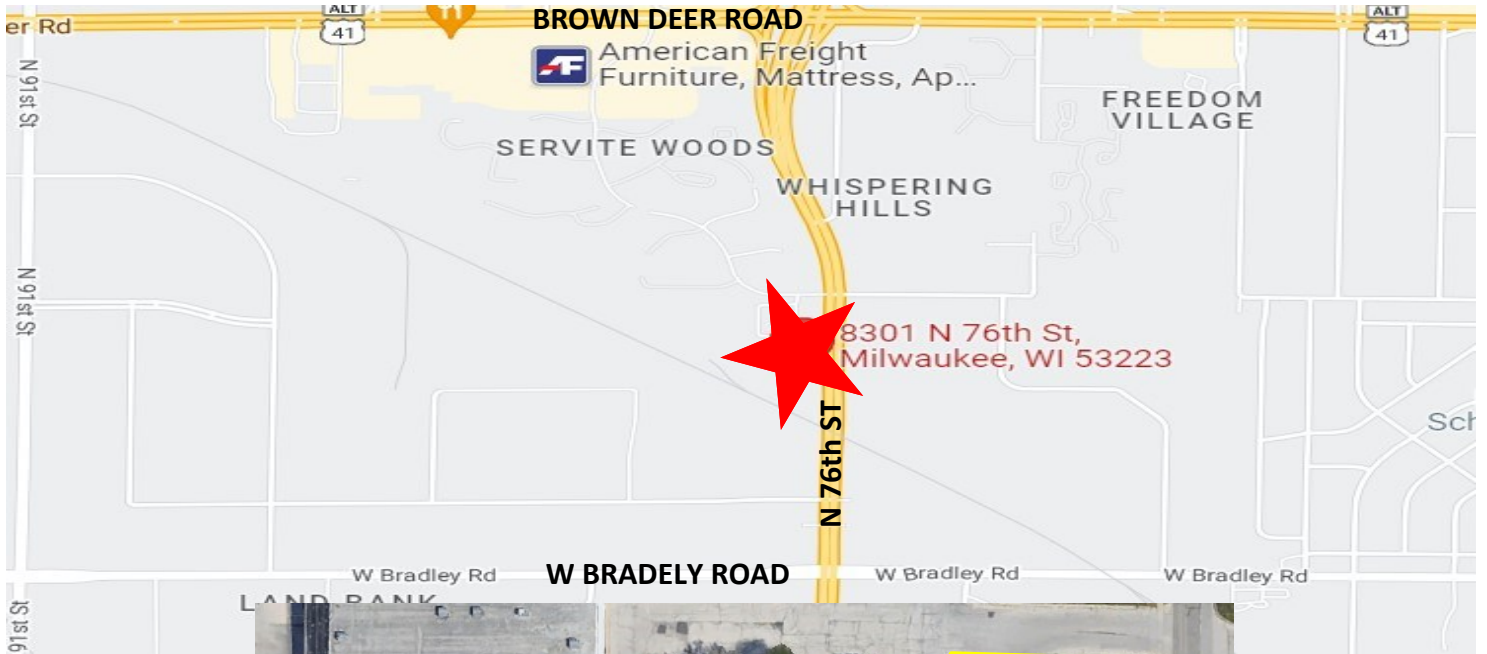 ALT
41
BROWN DEER ROAD
ALT
41
er Rd
American Freight
Furniture, Mattress, Ap...
N 91st St
FREEDOM
VILLAGE
SERVITE WOODS
WHISPERING
HILLS
N 91st St
8301 N 76th St,
Milwaukee, WI 53223
N 76th ST
Sch
W Bradley Rd
W BRADELY ROAD
W Bradley Rd
W Bradley Rd
LAND BANK
91st St